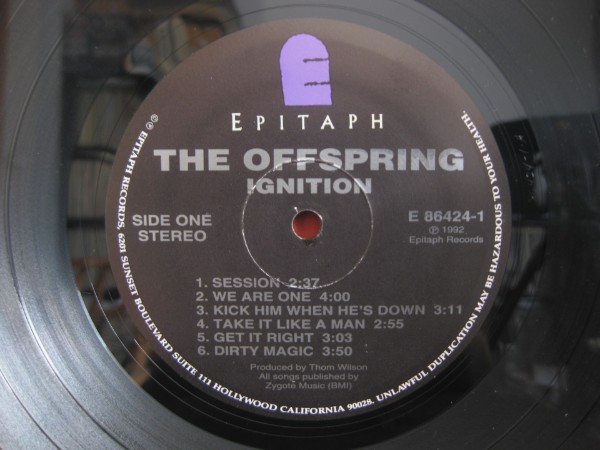 E
EPITAPH
THE OFFSPRING
IGNITION
SIDE ONE
STEREO
E 86424-1
℗ 1992
Epitaph Records
1. SESSION 2:37
2. WE ARE ONE 4:00
3. KICK HIM WHEN HE'S DOWN 3:11
4. TAKE IT LIKE A MAN 2:55
5. GET IT RIGHT 3:03
6. DIRTY MAGIC 3:50
Produced by Thom Wilson
All songs published by
Zygote Music (BMI)
© EPITAPH RECORDS, 6201 SUNSET BOULEVARD SUITE 111 HOLLYWOOD CALIFORNIA 90028. UNLAWFUL DUPLICATION MAY BE HAZARDOUS TO YOUR HEALTH.